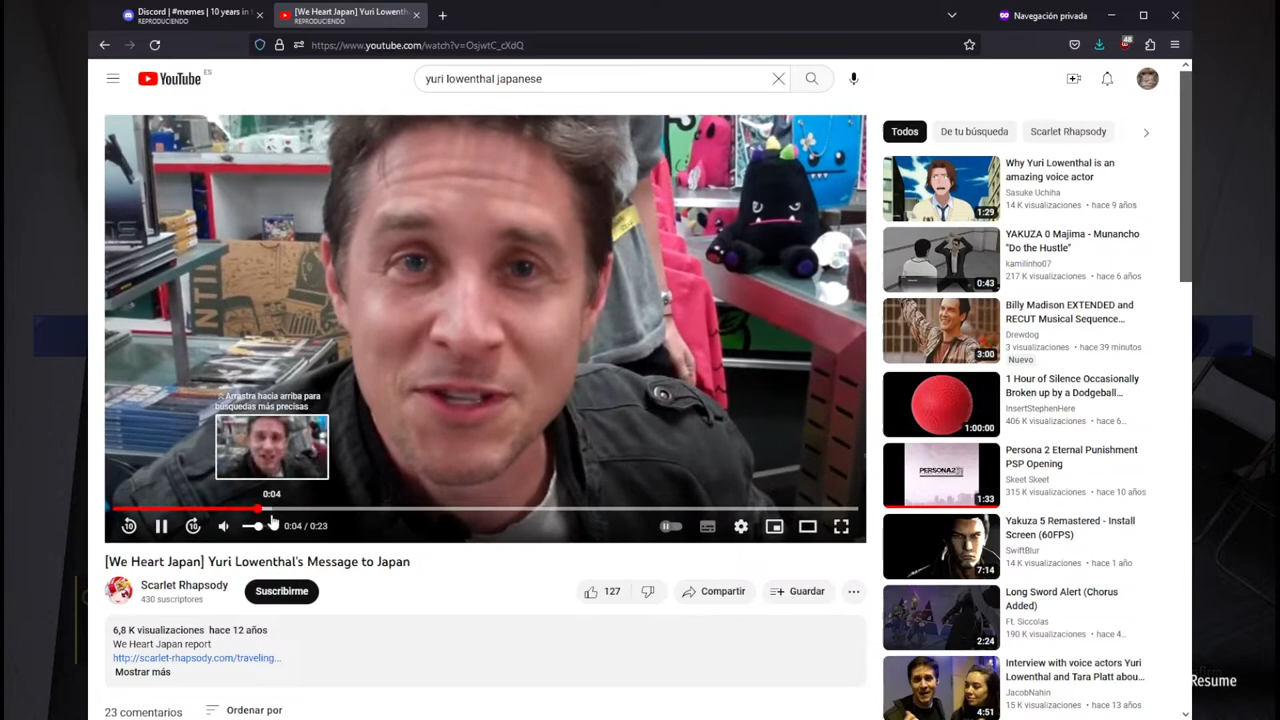 Discord | #memes | 10 years in t
REPRODUCIENDO
[We Heart Japan] Yuri Lowenth
REPRODUCIENDO
Navegación privada
https://www.youtube.com/watch?v=OsjwtC_cXdQ
48
YouTube ES
yuri lowenthal japanese
Todos
De tu búsqueda
Scarlet Rhapsody
Why Yuri Lowenthal is an
amazing voice actor
Sasuke Uchiha
14 K visualizaciones • hace 9 años
1:29
YAKUZA 0 Majima - Munancho
"Do the Hustle"
kamilinho07
217 K visualizaciones • hace 6 años
0:43
Billy Madison EXTENDED and
RECUT Musical Sequence...
Drewdog
3 visualizaciones • hace 39 minutos
Nuevo
3:00
1 Hour of Silence Occasionally
Broken up by a Dodgeball...
InsertStephenHere
406 K visualizaciones • hace 6...
1:00:00
Persona 2 Eternal Punishment
PSP Opening
Skeet Skeet
315 K visualizaciones • hace 10 años
PERSONA2
1:33
Yakuza 5 Remastered - Install
Screen (60FPS)
SwiftBlur
18 K visualizaciones • hace 1 año
7:14
Long Sword Alert (Chorus
Added)
Ft. Siccolas
190 K visualizaciones • hace 4...
2:24
Interview with voice actors Yuri
Lowenthal and Tara Platt abou...
JacobNahin
15 K visualizaciones • hace 13 años
4:51
Arrastra hacia arriba para
búsquedas más precisas
0:04
10
10
0:04 / 0:23
[We Heart Japan] Yuri Lowenthal's Message to Japan
Scarlet Rhapsody
430 suscriptores
Suscribirme
127
Compartir
Guardar
6,8 K visualizaciones hace 12 años
We Heart Japan report
http://scarlet-rhapsody.com/traveling...
Mostrar más
23 comentarios
Ordenar por
Resume